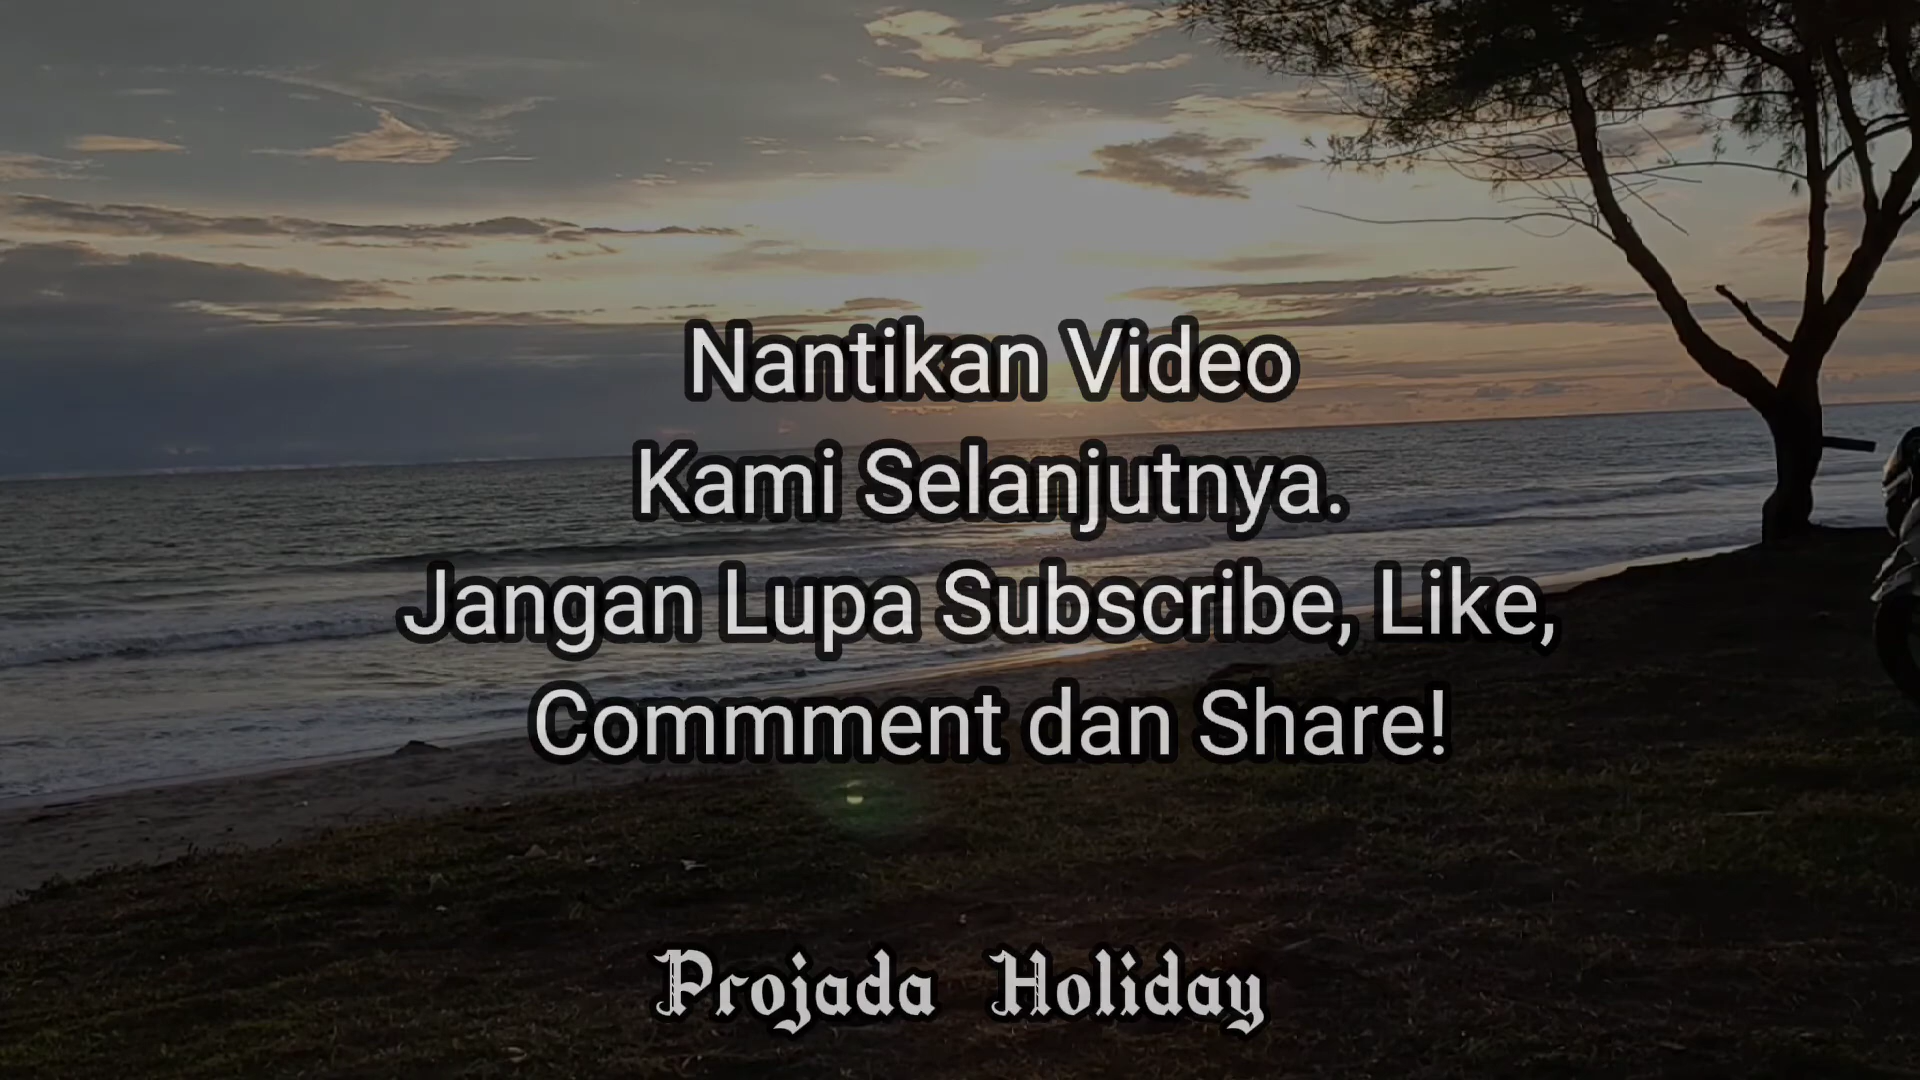 Nantikan Video
Kami Selanjutnya.
Jangan Lupa Subscribe, Like,
Commment dan Share!
Projada Holiday